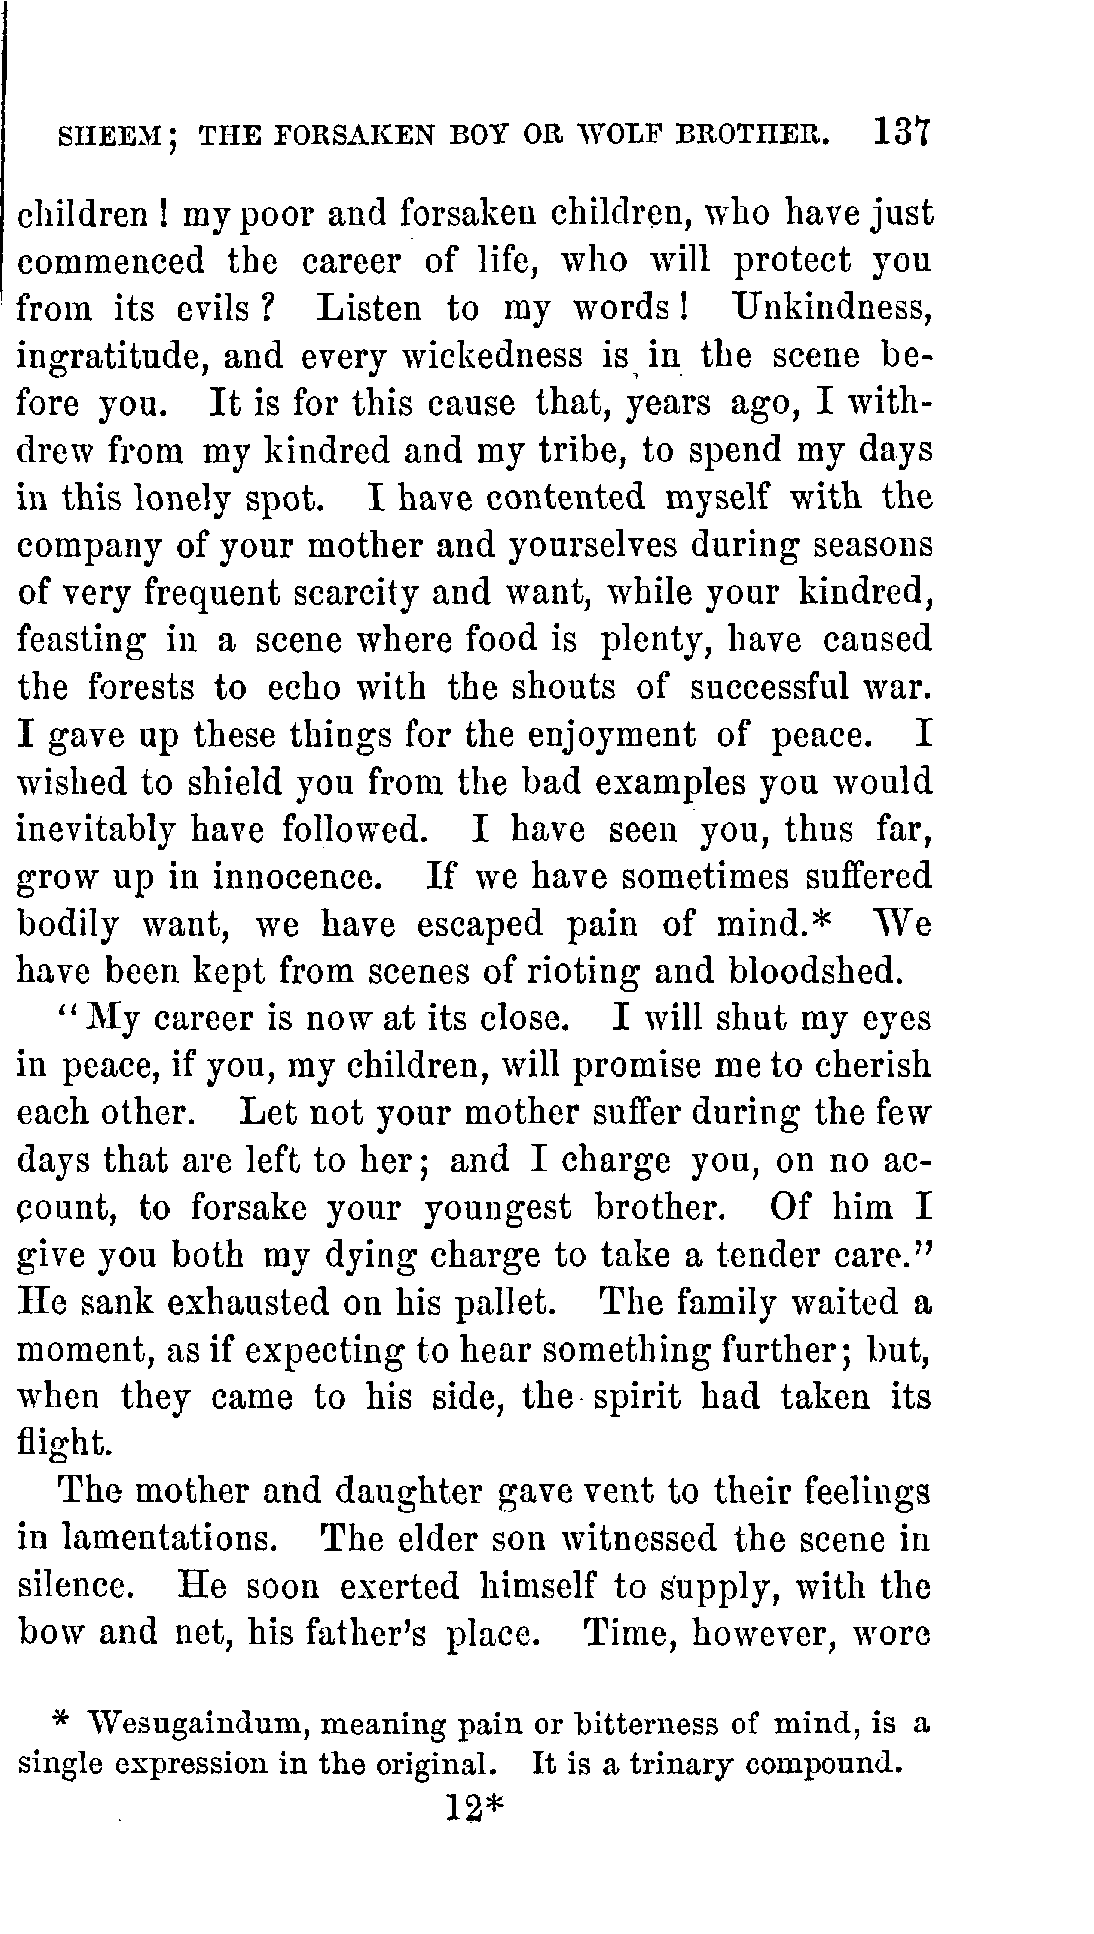 SHEEM; THE FORSAKEN BOY OR WOLF BROTHER. 137
children! my poor and forsaken children, who have just
commenced the career of life, who will protect you
from its evils? Listen to my words! Unkindness,
ingratitude, and every wickedness is in the scene be-
fore you. It is for this cause that, years ago, I with-
drew from my kindred and my tribe, to spend my days
in this lonely spot. I have contented myself with the
company of your mother and yourselves during seasons
of very frequent scarcity and want, while your kindred,
feasting in a scene where food is plenty, have caused
the forests to echo with the shouts of successful war.
I gave up these things for the enjoyment of peace. I
wished to shield you from the bad examples you would
inevitably have followed. I have seen you, thus far,
grow up in innocence. If we have sometimes suffered
bodily want, we have escaped pain of mind.* We
have been kept from scenes of rioting and bloodshed.
"My career is now at its close. I will shut my eyes
in peace, if you, my children, will promise me to cherish
each other. Let not your mother suffer during the few
days that are left to her; and I charge you, on no ac-
count, to forsake your youngest brother. Of him I
give you both my dying charge to take a tender care."
He sank exhausted on his pallet. The family waited a
moment, as if expecting to hear something further; but,
when they came to his side, the spirit had taken its
flight.
The mother and daughter gave vent to their feelings
in lamentations. The elder son witnessed the scene in
silence. He soon exerted himself to supply, with the
bow and net, his father's place. Time, however, wore
* Wesugaindum, meaning pain or bitterness of mind, is a
single expression in the original. It is a trinary compound.
12*